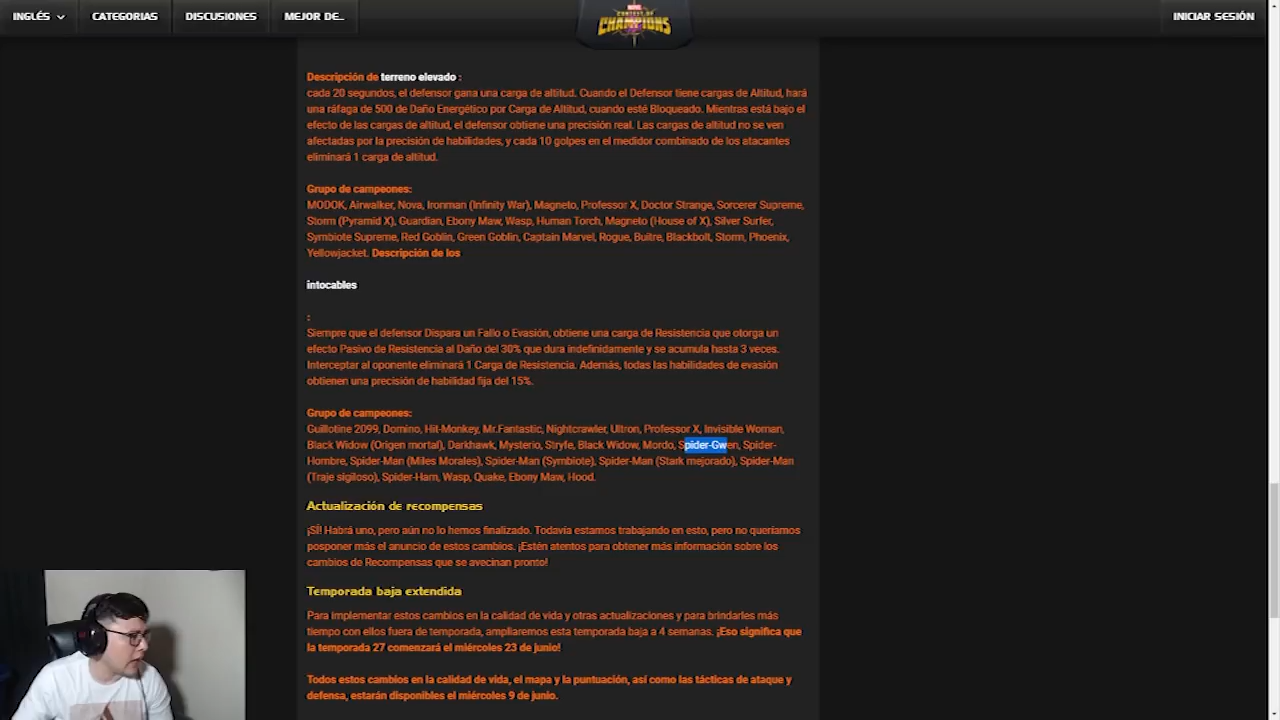 INGLÉS CATEGORIAS DISCUSIONES MEJOR DE... MARVEL CONTEST OF CHAMPIONS INICIAR SESIÓN
Descripción de terreno elevado :
cada 20 segundos, el defensor gana una carga de altitud. Cuando el Defensor tiene cargas de Altitud, hará
una ráfaga de 500 de Daño Energético por Carga de Altitud, cuando esté Bloqueado. Mientras está bajo el
efecto de las cargas de altitud, el defensor obtiene una precisión real. Las cargas de altitud no se ven
afectadas por la precisión de habilidades, y cada 10 golpes en el medidor combinado de los atacantes
eliminará 1 carga de altitud.
Grupo de campeones:
MODOK, Airwalker, Nova, Ironman (Infinity War), Magneto, Professor X, Doctor Strange, Sorcerer Supreme,
Storm (Pyramid X), Guardian, Ebony Maw, Wasp, Human Torch, Magneto (House of X), Silver Surfer,
Symbiote Supreme, Red Goblin, Green Goblin, Captain Marvel, Rogue, Buitre, Blackbolt, Storm, Phoenix,
Yellowjacket. Descripción de los
intocables
:
Siempre que el defensor Dispara un Fallo o Evasión, obtiene una carga de Resistencia que otorga un
efecto Pasivo de Resistencia al Daño del 30% que dura indefinidamente y se acumula hasta 3 veces.
Interceptar al oponente eliminará 1 Carga de Resistencia. Además, todas las habilidades de evasión
obtienen una precisión de habilidad fija del 15%.
Grupo de campeones:
Guillotine 2099, Domino, Hit-Monkey, Mr.Fantastic, Nightcrawler, Ultron, Professor X, Invisible Woman,
Black Widow (Origen mortal), Darkhawk, Mysterio, Stryfe, Black Widow, Mordo, Spider-Gwen, Spider-
Hombre, Spider-Man (Miles Morales), Spider-Man (Symbiote), Spider-Man (Stark mejorado), Spider-Man
(Traje sigiloso), Spider-Ham, Wasp, Quake, Ebony Maw, Hood.
Actualización de recompensas
¡SÍ! Habrá uno, pero aún no lo hemos finalizado. Todavía estamos trabajando en esto, pero no queríamos
posponer más el anuncio de estos cambios. ¡Estén atentos para obtener más información sobre los
cambios de Recompensas que se avecinan pronto!
Temporada baja extendida
Para implementar estos cambios en la calidad de vida y otras actualizaciones y para brindarles más
tiempo con ellos fuera de temporada, ampliaremos esta temporada baja a 4 semanas. ¡Eso significa que
la temporada 27 comenzará el miércoles 23 de junio!
Todos estos cambios en la calidad de vida, el mapa y la puntuación, así como las tácticas de ataque y
defensa, estarán disponibles el miércoles 9 de junio.